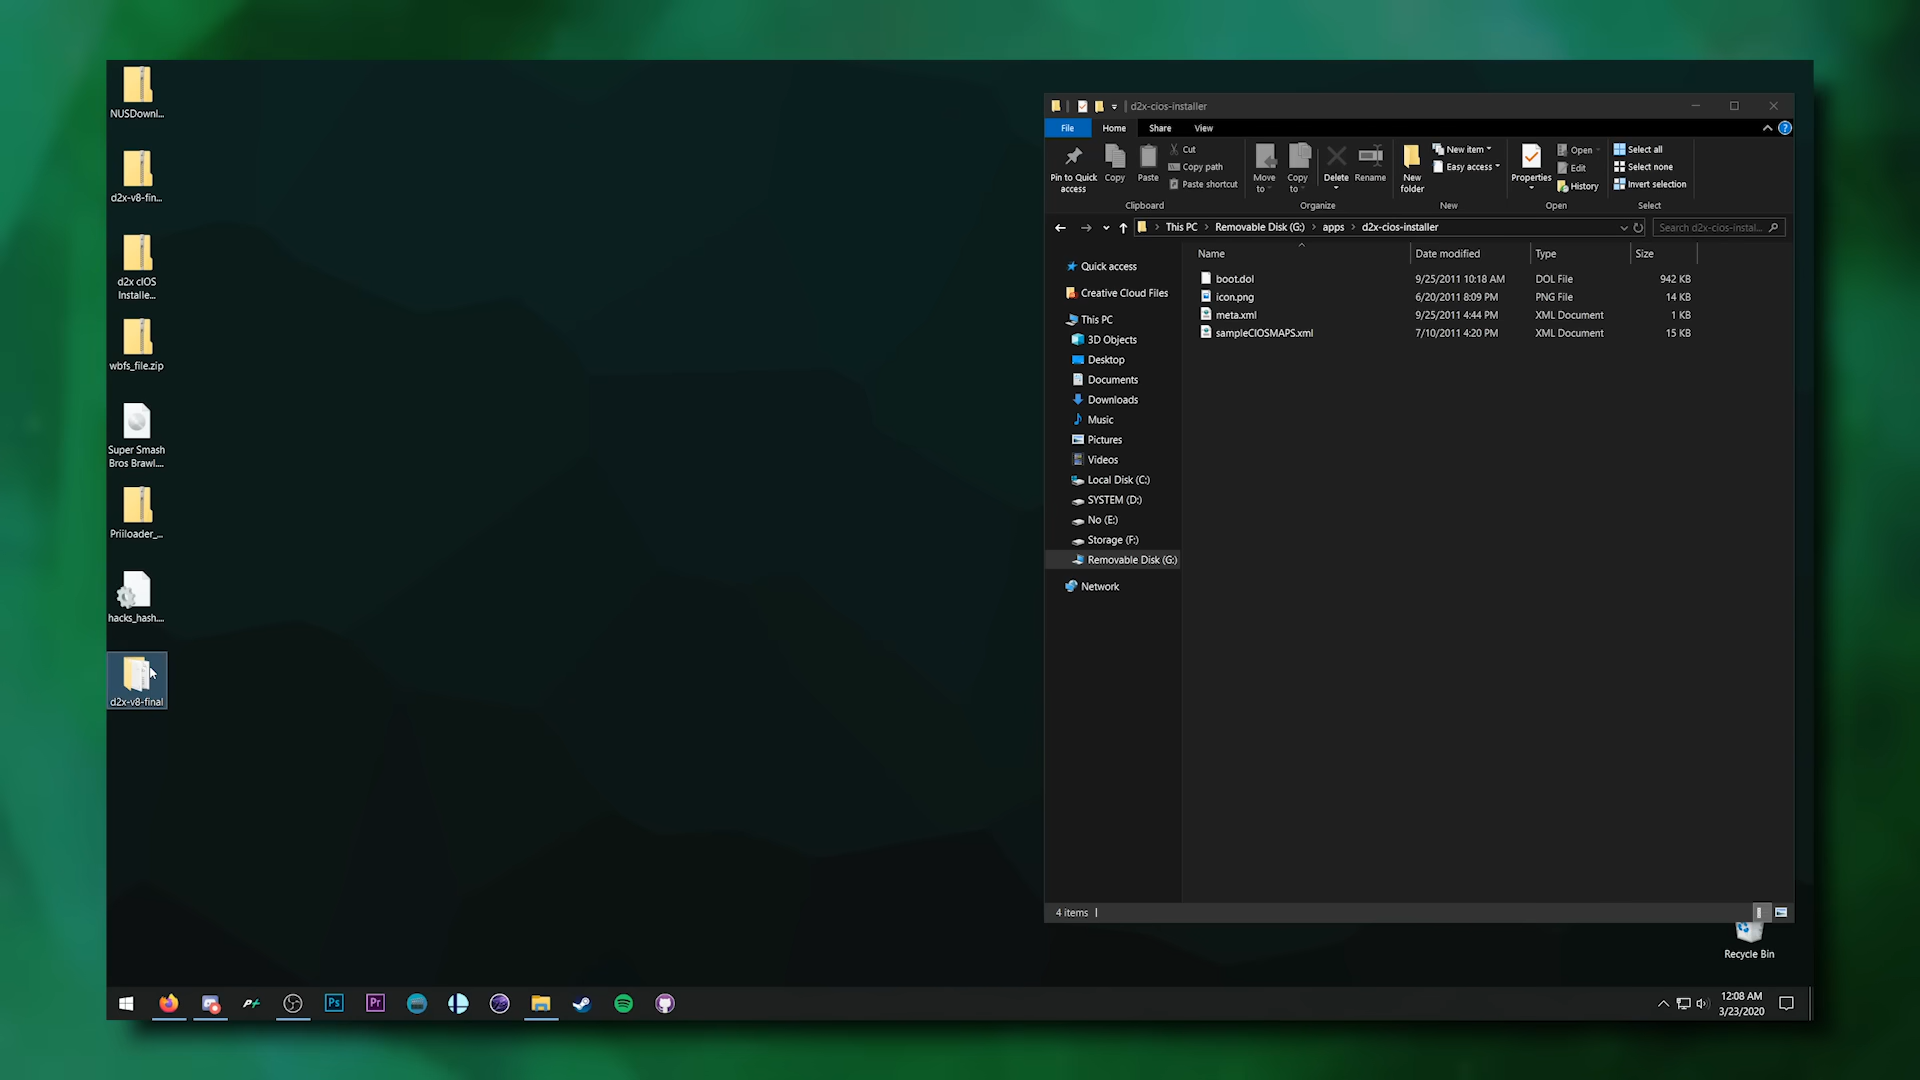 NUSDownl...
d2x-v8-fin...
d2x cIOS
Installe...
wbfs_file.zip
Super Smash
Bros Brawl....
Priiloader_...
hacks_hash....
d2x-v8-final
d2x-cios-installer
File
Home
Share
View
Pin to Quick
access
Copy
Paste
Cut
Copy path
Paste shortcut
Clipboard
Move
to
Copy
to
Delete
Rename
Organize
New
folder
New item
Easy access
New
Properties
Open
Edit
History
Open
Select all
Select none
Invert selection
Select
This PC
Removable Disk (G:)
apps
d2x-cios-installer
Search d2x-cios-instal...
Quick access
Creative Cloud Files
This PC
3D Objects
Desktop
Documents
Downloads
Music
Pictures
Videos
Local Disk (C:)
SYSTEM (D:)
No (E:)
Storage (F:)
Removable Disk (G:)
Network
Name Date modified Type Size
boot.dol 9/25/2011 10:18 AM DOL File 942 KB
icon.png 6/20/2011 8:09 PM PNG File 14 KB
meta.xml 9/25/2011 4:44 PM XML Document 1 KB
sampleCIOSMAPS.xml 7/10/2011 4:20 PM XML Document 15 KB
4 items
Recycle Bin
Ps
Pr
12:08 AM
3/23/2020